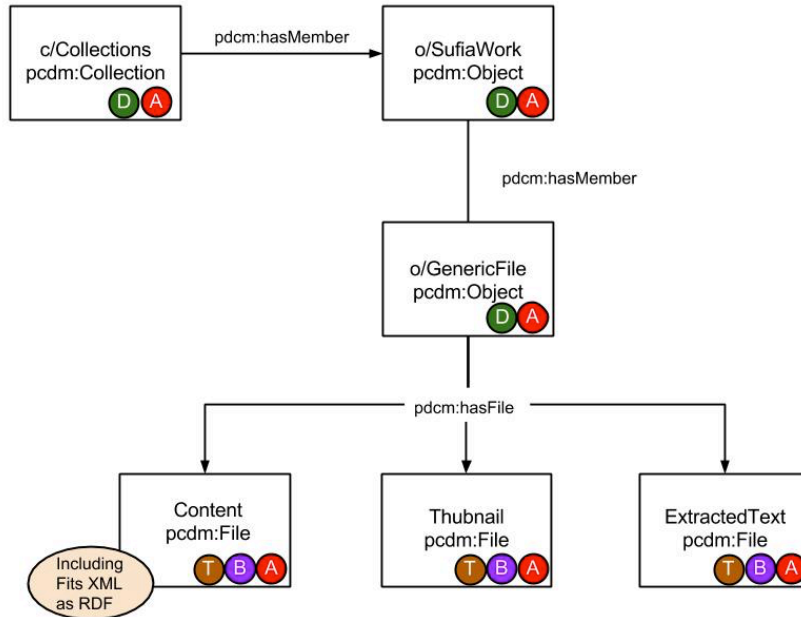 c/Collections
pcdm:Collection
D A
pdcm:hasMember
o/SufiaWork
pcdm:Object
D A
pdcm:hasMember
o/GenericFile
pcdm:Object
D A
pdcm:hasFile
Content
pcdm:File
T B A
Including
Fits XML
as RDF
Thubnail
pcdm:File
T B A
ExtractedText
pcdm:File
T B A